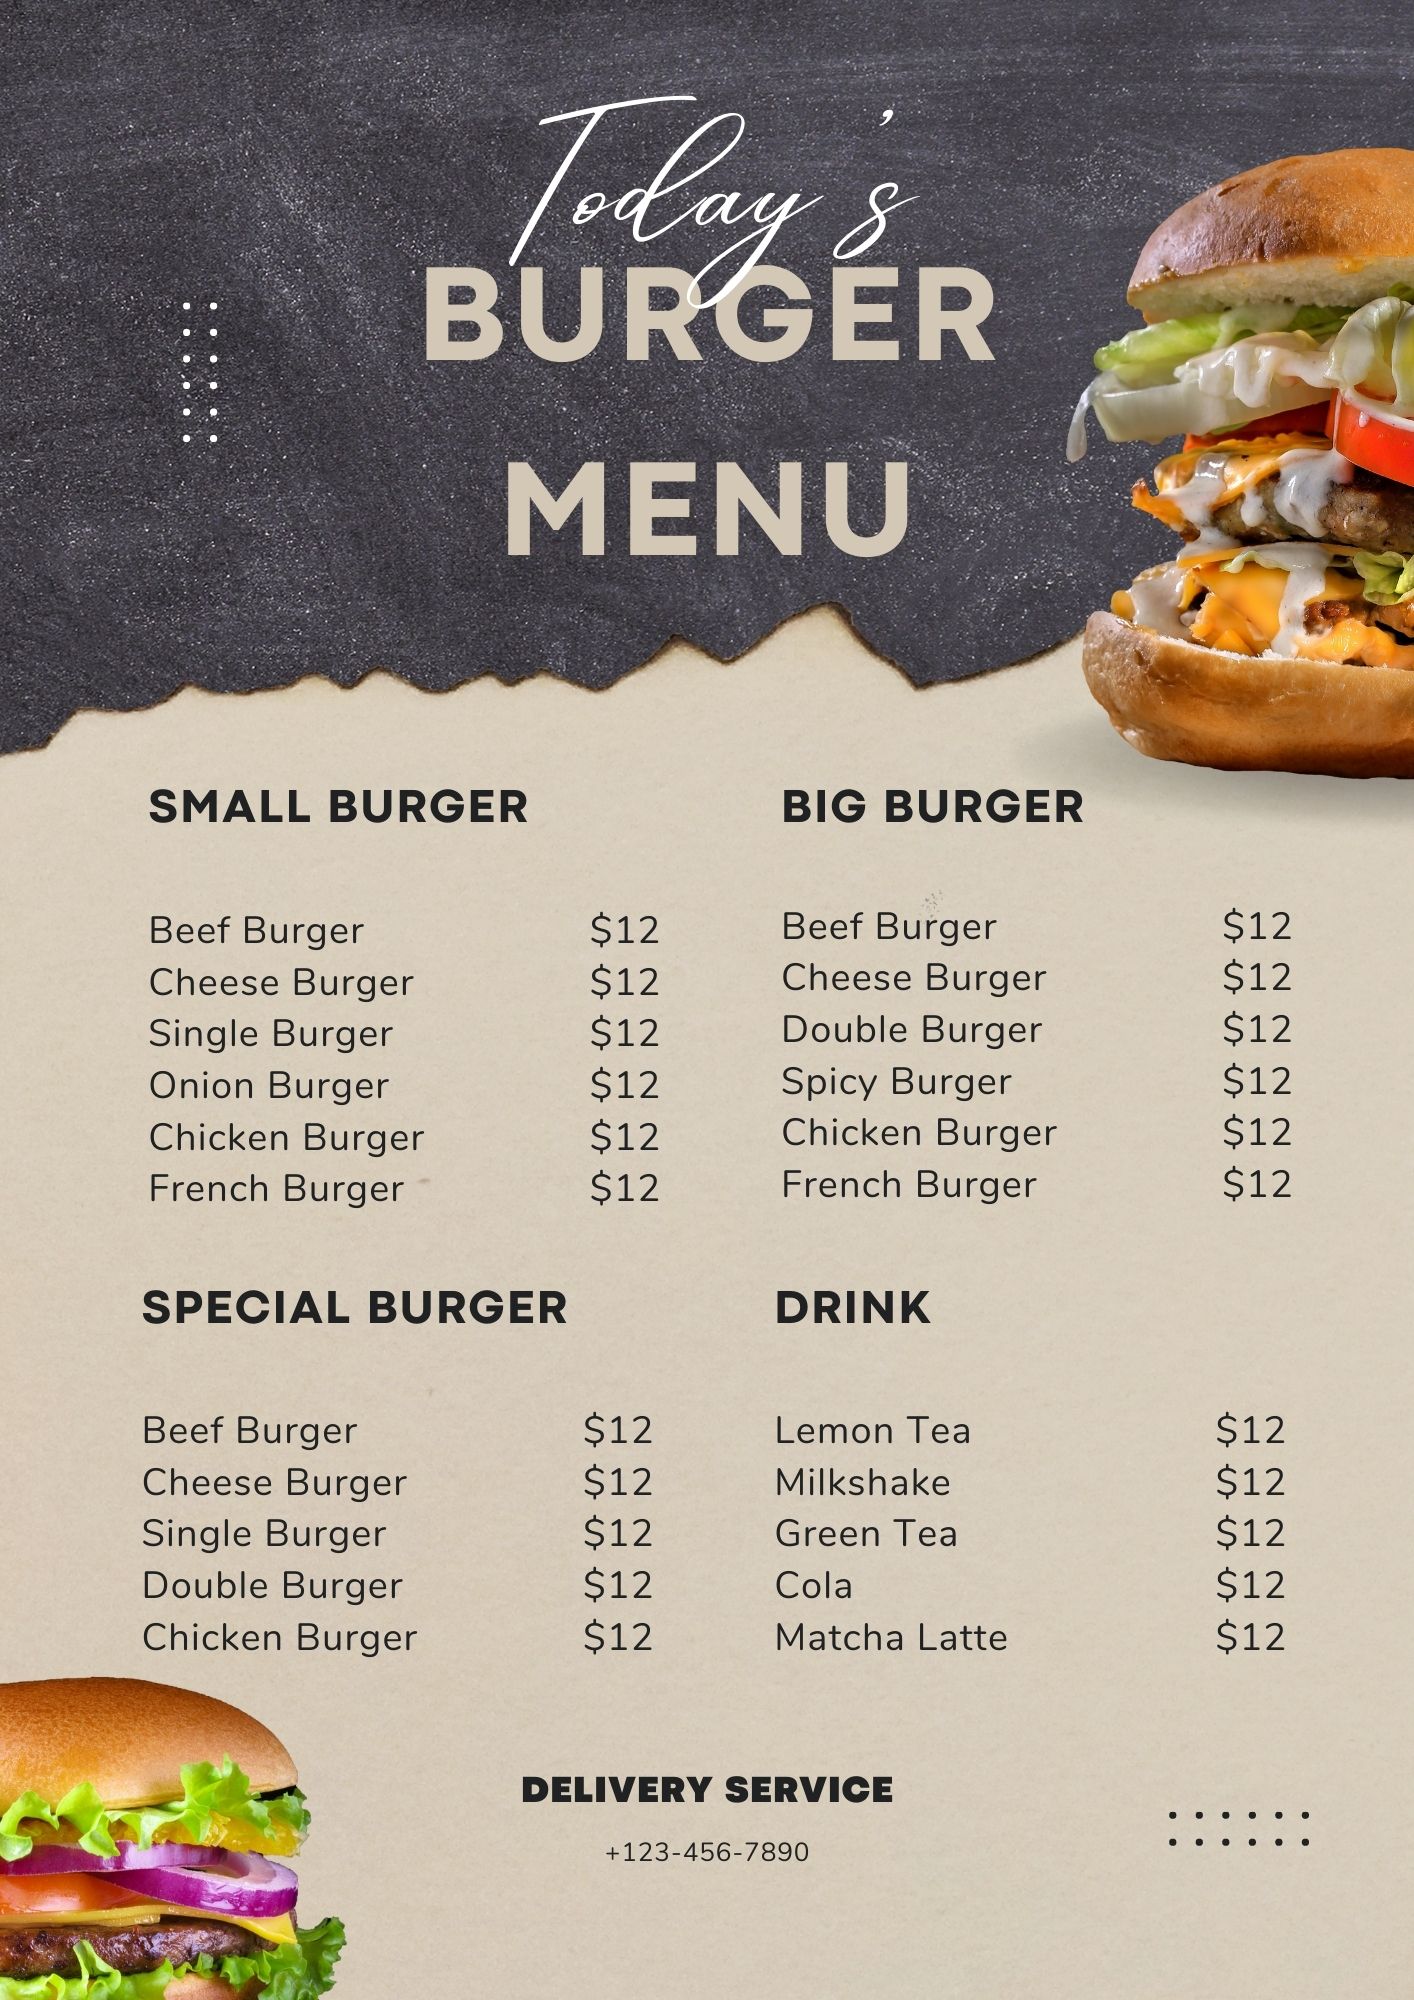 Today's
BURGER
MENU
SMALL BURGER
Beef Burger $12
Cheese Burger $12
Single Burger $12
Onion Burger $12
Chicken Burger $12
French Burger $12
BIG BURGER
Beef Burger $12
Cheese Burger $12
Double Burger $12
Spicy Burger $12
Chicken Burger $12
French Burger $12
SPECIAL BURGER
Beef Burger $12
Cheese Burger $12
Single Burger $12
Double Burger $12
Chicken Burger $12
DRINK
Lemon Tea $12
Milkshake $12
Green Tea $12
Cola $12
Matcha Latte $12
DELIVERY SERVICE
+123-456-7890